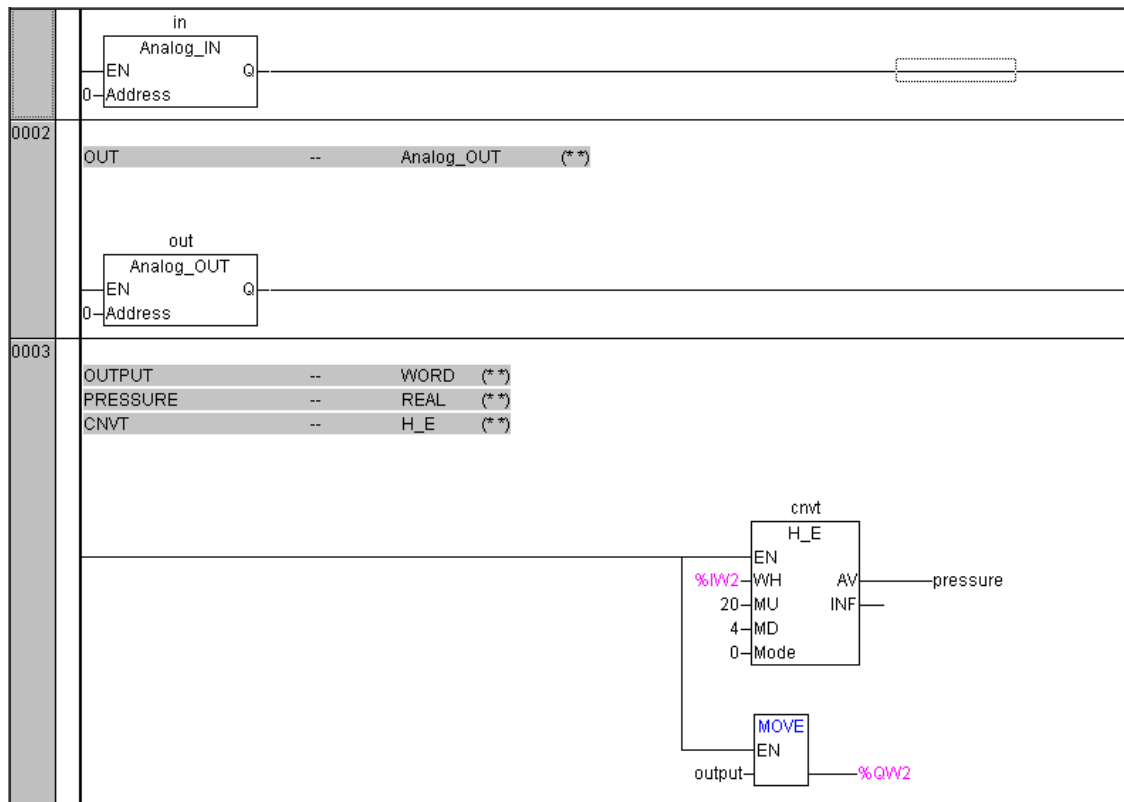 in
Analog_IN
EN Q
0 Address
0002
OUT -- Analog_OUT (* *)
out
Analog_OUT
EN Q
0 Address
0003
OUTPUT -- WORD (* *)
PRESSURE -- REAL (* *)
CNVT -- H_E (* *)
cnvt
H_E
EN
%IW2 WH AV pressure
20 MU INF
4 MD
0 Mode
MOVE
EN
output %QW2